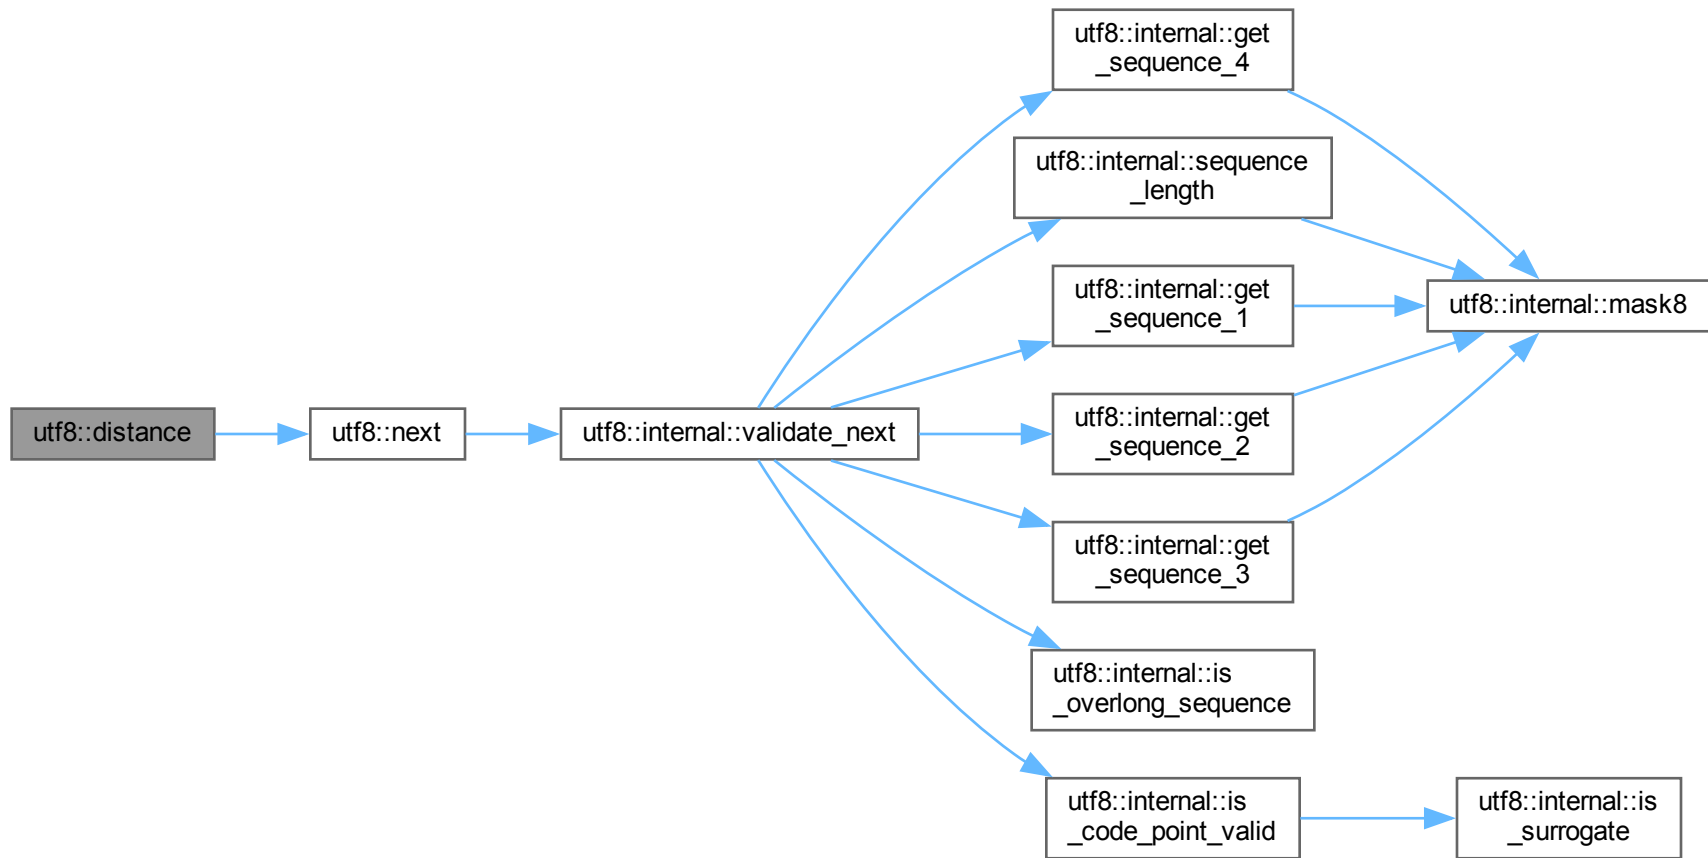 utf8::internal::get
_sequence_4
utf8::internal::sequence
_length
utf8::internal::get
_sequence_1
utf8::internal::mask8
utf8::distance
utf8::next
utf8::internal::validate_next
utf8::internal::get
_sequence_2
utf8::internal::get
_sequence_3
utf8::internal::is
_overlong_sequence
utf8::internal::is
_code_point_valid
utf8::internal::is
_surrogate